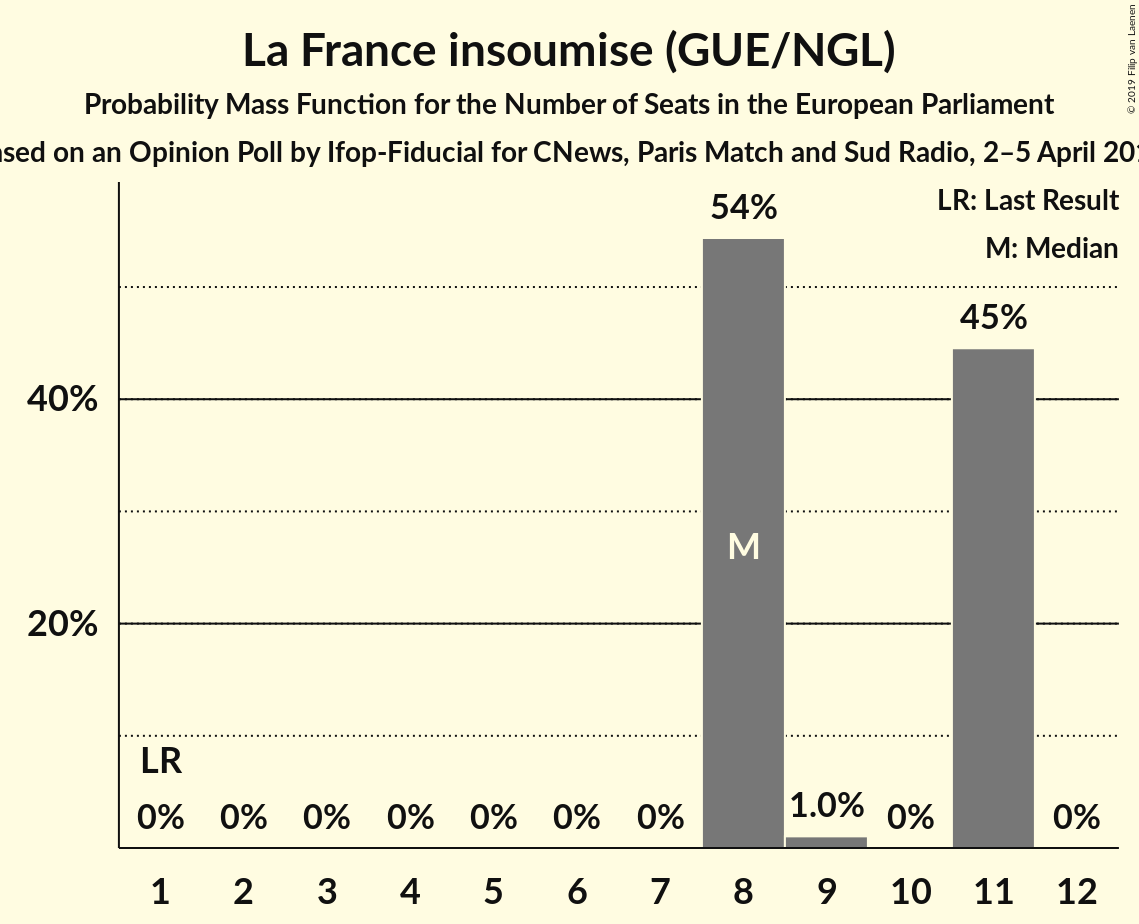 La France insoumise (GUE/NGL)
Probability Mass Function for the Number of Seats in the European Parliament
on an Opinion Poll by Ifop-Fiducial for CNews, Paris Match and Sud Radio, 2–5 April
© 2019 Filip van Laenen
LR: Last Result
M: Median
54%
45%
40%
M
20%
LR
0% 0% 0% 0% 0% 0% 0% 1.0% 0% 0%
1 2 3 4 5 6 7 8 9 10 11 12